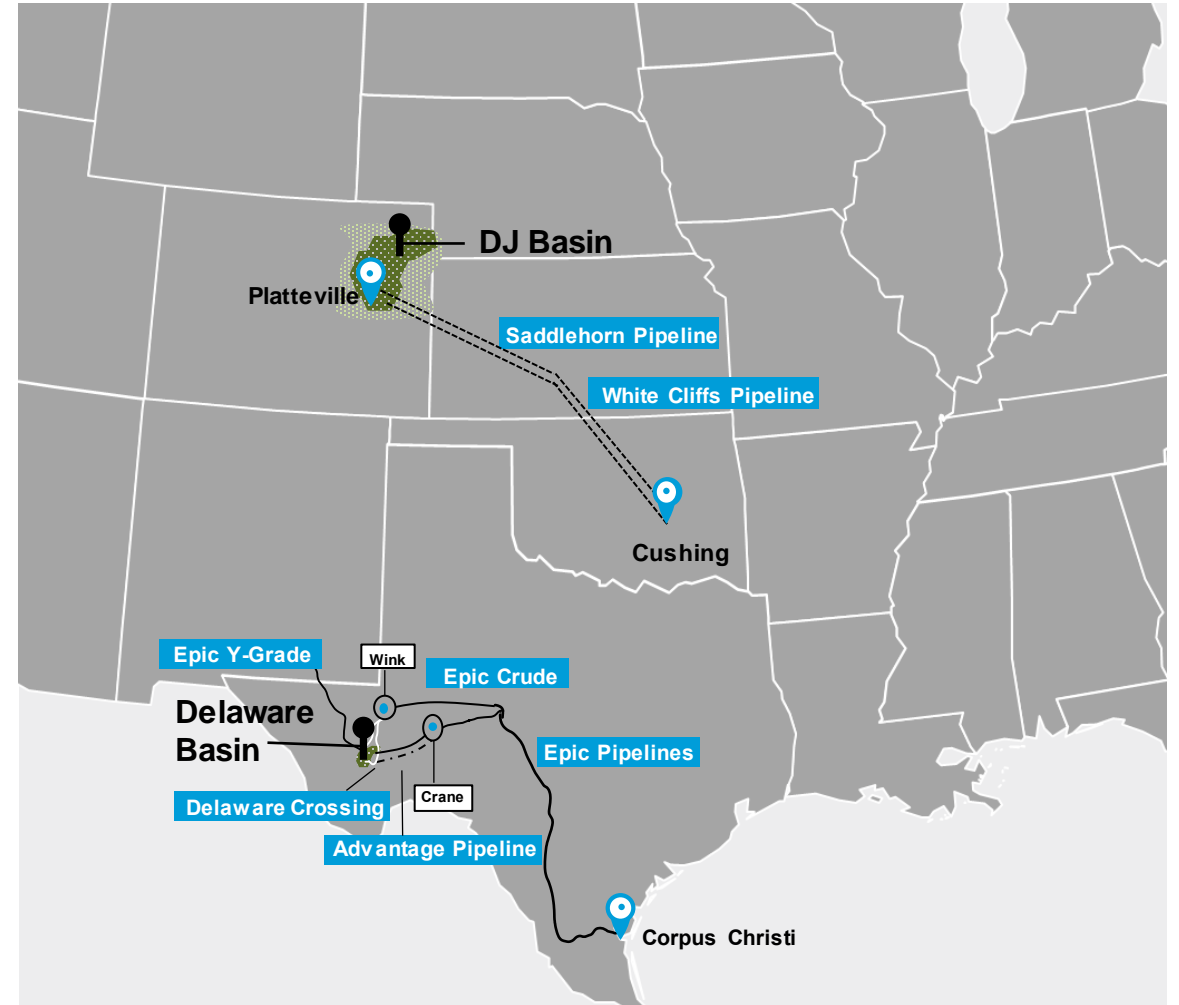 DJ Basin
Platteville
Saddlehorn Pipeline
White Cliffs Pipeline
Cushing
Epic Y-Grade
Wink
Epic Crude
Delaware
Basin
Epic Pipelines
Delaware Crossing
Crane
Advantage Pipeline
Corpus Christi